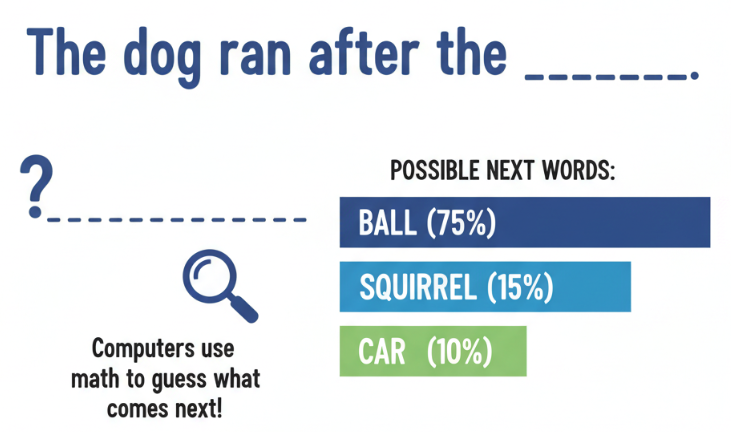 The dog ran after the _______.
?
POSSIBLE NEXT WORDS:
BALL (75%)
SQUIRREL (15%)
CAR (10%)
Computers use
math to guess what
comes next!